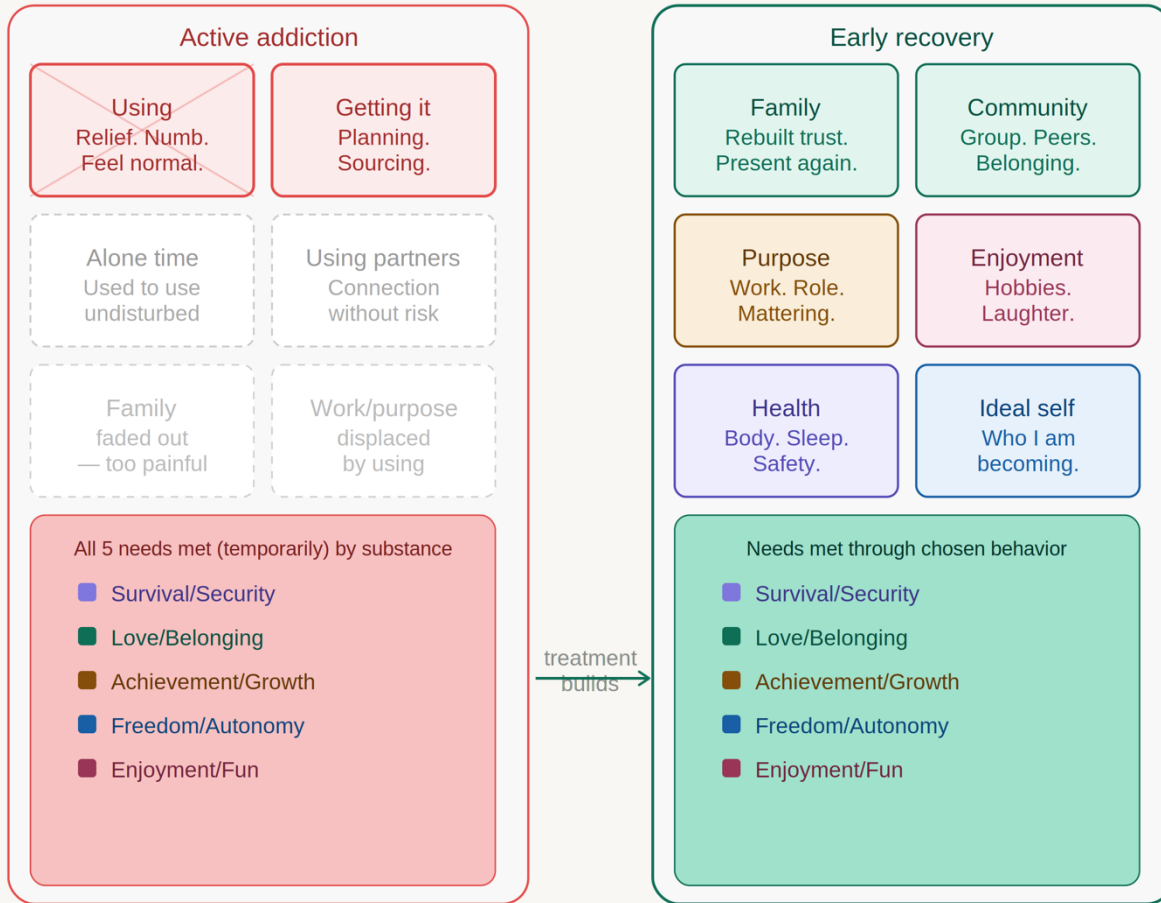 Active addiction
Using
Relief. Numb.
Feel normal.
Getting it
Planning.
Sourcing.
Alone time
Used to use
undisturbed
Using partners
Connection
without risk
Family
faded out
— too painful
Work/purpose
displaced
by using
All 5 needs met (temporarily) by substance
Survival/Security
Love/Belonging
Achievement/Growth
Freedom/Autonomy
Enjoyment/Fun
treatment
builds
Early recovery
Family
Rebuilt trust.
Present again.
Community
Group. Peers.
Belonging.
Purpose
Work. Role.
Mattering.
Enjoyment
Hobbies.
Laughter.
Health
Body. Sleep.
Safety.
Ideal self
Who I am
becoming.
Needs met through chosen behavior
Survival/Security
Love/Belonging
Achievement/Growth
Freedom/Autonomy
Enjoyment/Fun